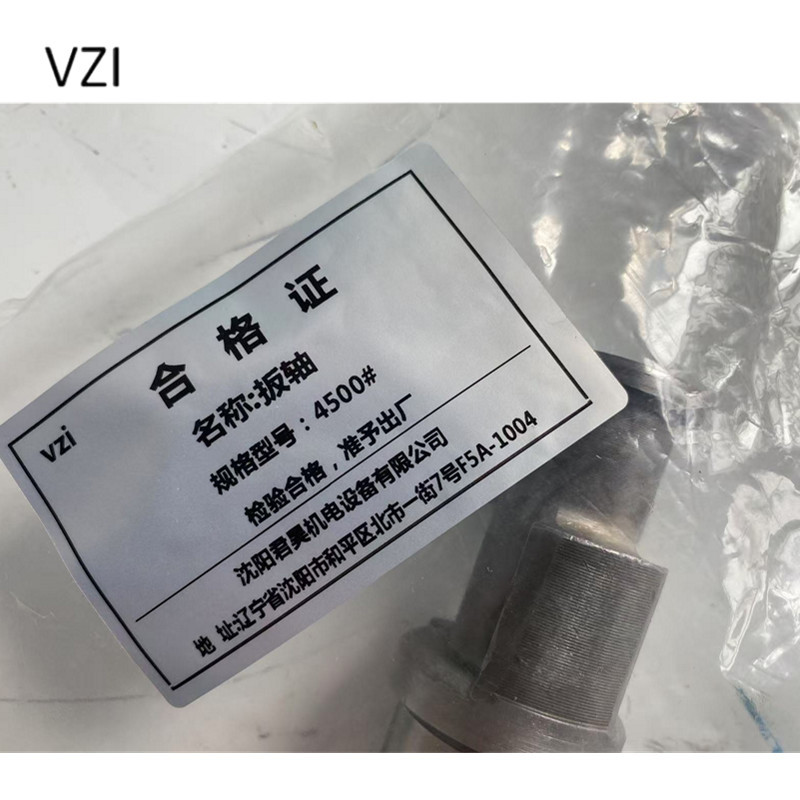 VZI
合格证
vzi
名称:扳轴
规格型号：4500#
检验合格，准予出厂
沈阳君昊机电设备有限公司
地 址:辽宁省沈阳市和平区北市一街7号F5A-1004